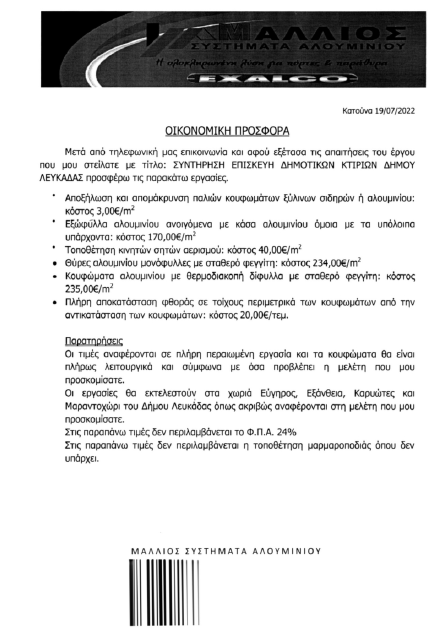 ΜΑΛΛΙΟΣ
ΣΥΣΤΗΜΑΤΑ ΑΛΟΥΜΙΝΙΟΥ
Η ολοκληρωμένη λύση για πόρτες & παράθυρα
EXALCO
Κατούνα 19/07/2022
ΟΙΚΟΝΟΜΙΚΗ ΠΡΟΣΦΟΡΑ
Μετά από τηλεφωνική μας επικοινωνία και αφού εξέτασα τις απαιτήσεις του έργου
που μου στείλατε με τίτλο: ΣΥΝΤΗΡΗΣΗ ΕΠΙΣΚΕΥΗ ΔΗΜΟΤΙΚΩΝ ΚΤΙΡΙΩΝ ΔΗΜΟΥ
ΛΕΥΚΑΔΑΣ προσφέρω τις παρακάτω εργασίες.
• Αποξήλωση και απομάκρυνση παλιών κουφωμάτων ξύλινων σιδηρών ή αλουμινίου:
κόστος 3,00€/m²
• Εξώφυλλα αλουμινίου ανοιγόμενα με κάσα αλουμινίου όμοια με τα υπόλοιπα
υπάρχοντα: κόστος 170,00€/m²
• Τοποθέτηση κινητών σητών αερισμού: κόστος 40,00€/m²
• Θύρες αλουμινίου μονόφυλλες με σταθερό φεγγίτη: κόστος 234,00€/m²
• Κουφώματα αλουμινίου με θερμοδιακοπή δίφυλλα με σταθερό φεγγίτη: κόστος
235,00€/m²
• Πλήρη αποκατάσταση φθοράς σε τοίχους περιμετρικά των κουφωμάτων από την
αντικατάσταση των κουφωμάτων: κόστος 20,00€/τεμ.
Παρατηρήσεις
Οι τιμές αναφέρονται σε πλήρη περαιωμένη εργασία και τα κουφώματα θα είναι
πλήρως λειτουργικά και σύμφωνα με όσα προβλέπει η μελέτη που μου
προσκομίσατε.
Οι εργασίες θα εκτελεστούν στα χωριά Εύγηρος, Εξάνθεια, Καρυώτες και
Μαραντοχώρι του Δήμου Λευκάδας όπως ακριβώς αναφέρονται στη μελέτη που μου
προσκομίσατε.
Στις παραπάνω τιμές δεν περιλαμβάνεται το Φ.Π.Α. 24%
Στις παραπάνω τιμές δεν περιλαμβάνεται η τοποθέτηση μαρμαροποδιάς όπου δεν
υπάρχει.
ΜΑΛΛΙΟΣ ΣΥΣΤΗΜΑΤΑ ΑΛΟΥΜΙΝΙΟΥ